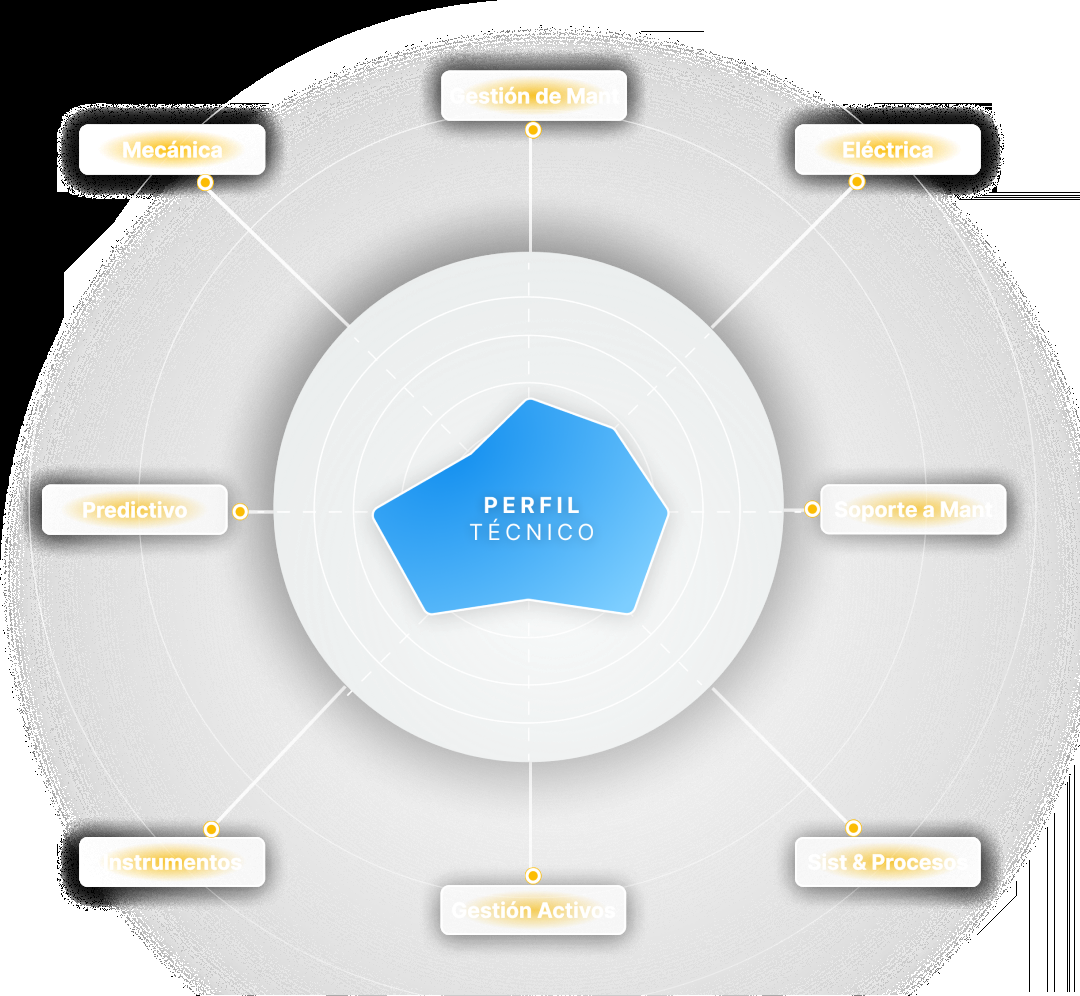 Gestión de Mant
Mecánica
Eléctrica
PERFIL
TÉCNICO
Predictivo
Soporte a Mant
Instrumentos
Sist & Procesos
Gestión Activos